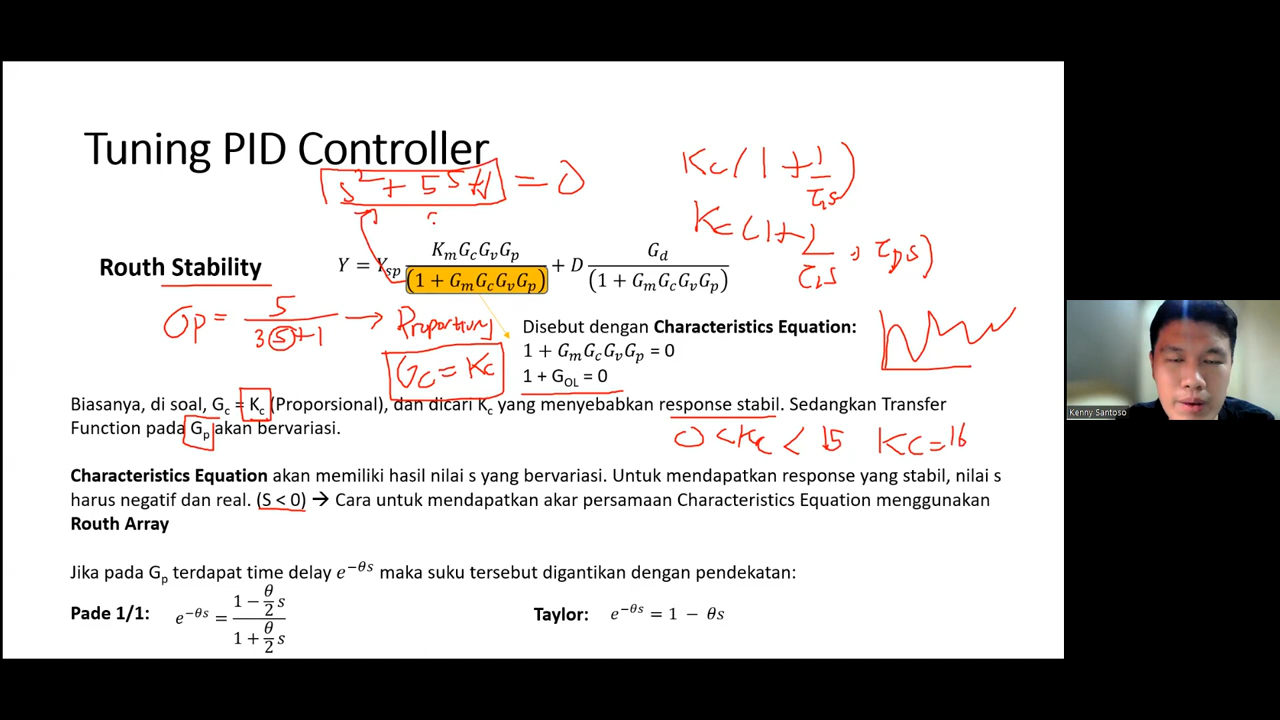 Tuning PID Controller
s² + 5s + 1 = 0
Kc (1 + 1/τIs)
Kc (1 + 1/τIs + τDs)
Routh Stability
Y = Ysp KmGcGvGp/(1 + GmGcGvGp) + D Gd/(1 + GmGcGvGp)
Gp = 5/3s+1 →
Gc = Kc
Disebut dengan Characteristics Equation:
1 + GmGcGvGp = 0
1 + GOL = 0
Biasanya, di soal, Gc = Kc (Proporsional), dan dicari Kc yang menyebabkan response stabil. Sedangkan Transfer
Function pada Gp akan bervariasi.
0 < Kc < 15 Kc = 16
Characteristics Equation akan memiliki hasil nilai s yang bervariasi. Untuk mendapatkan response yang stabil, nilai s
harus negatif dan real. (S < 0) → Cara untuk mendapatkan akar persamaan Characteristics Equation menggunakan
Routh Array
Jika pada Gp terdapat time delay e^−θs maka suku tersebut digantikan dengan pendekatan:
Pade 1/1: e^−θs = (1 − θ/2 s)/(1 + θ/2 s)
Taylor: e^−θs = 1 − θs
Kenny Santoso